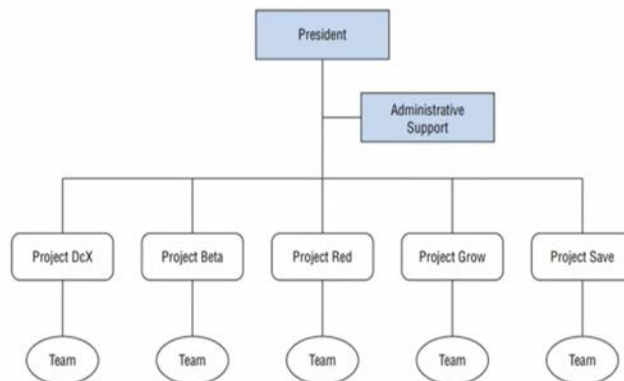 President
Administrative
Support
Project DcX
Project Beta
Project Red
Project Grow
Project Save
Team
Team
Team
Team
Team